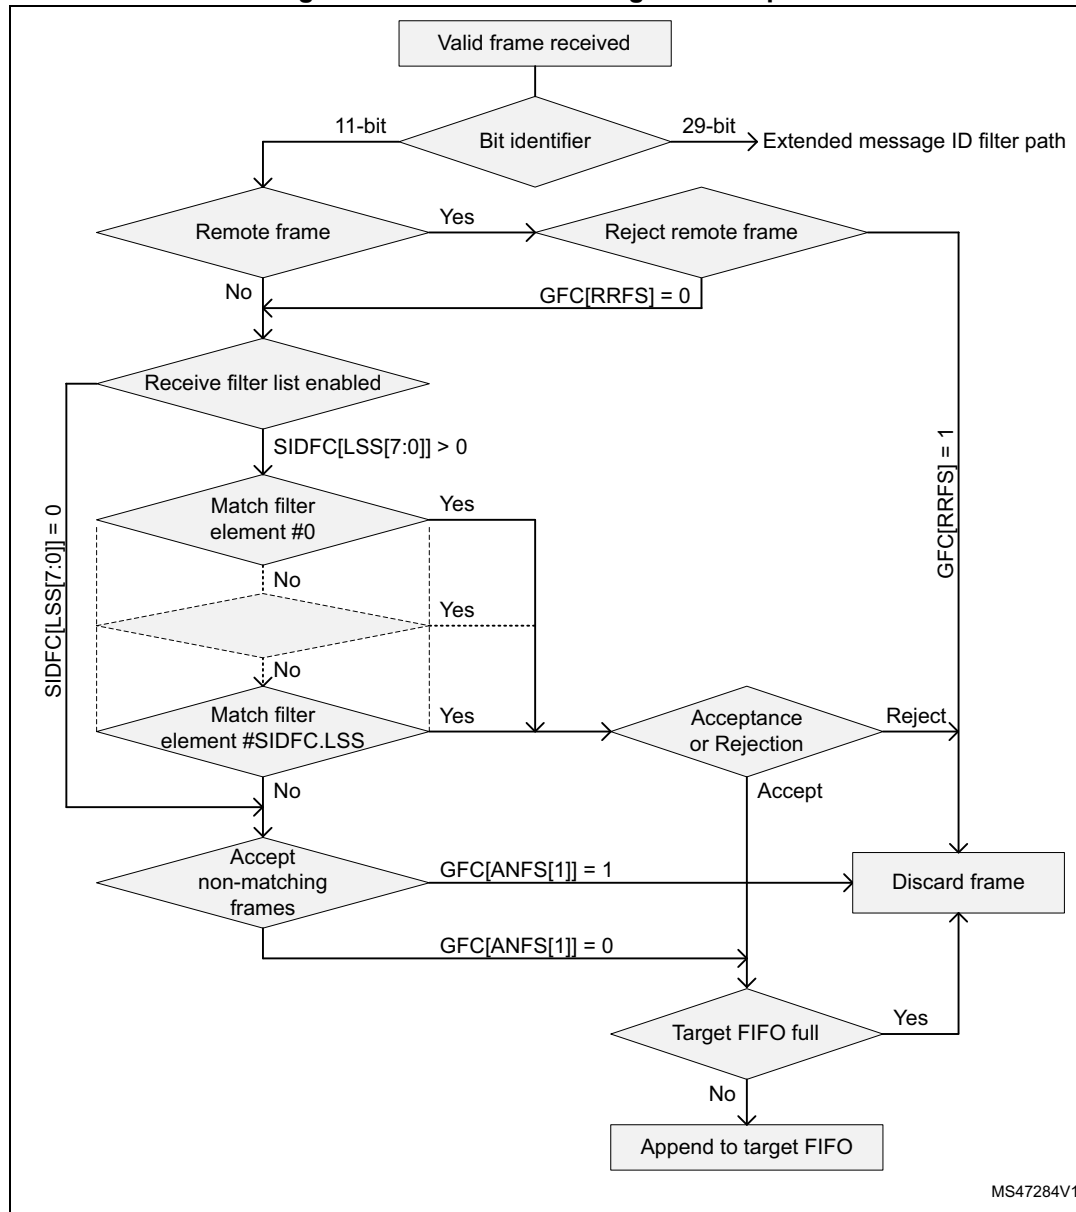 Valid frame received
11-bit
Bit identifier
29-bit
Extended message ID filter path
Remote frame
Yes
Reject remote frame
No
GFC[RRFS] = 0
Receive filter list enabled
SIDFC[LSS[7:0]] > 0
GFC[RRFS] = 1
SIDFC[LSS[7:0]] = 0
Match filter
element #0
Yes
No
Yes
No
Match filter
element #SIDFC.LSS
Yes
Acceptance
or Rejection
Reject
No
Accept
Accept
non-matching
frames
GFC[ANFS[1]] = 1
Discard frame
GFC[ANFS[1]] = 0
Target FIFO full
Yes
No
Append to target FIFO
MS47284V1